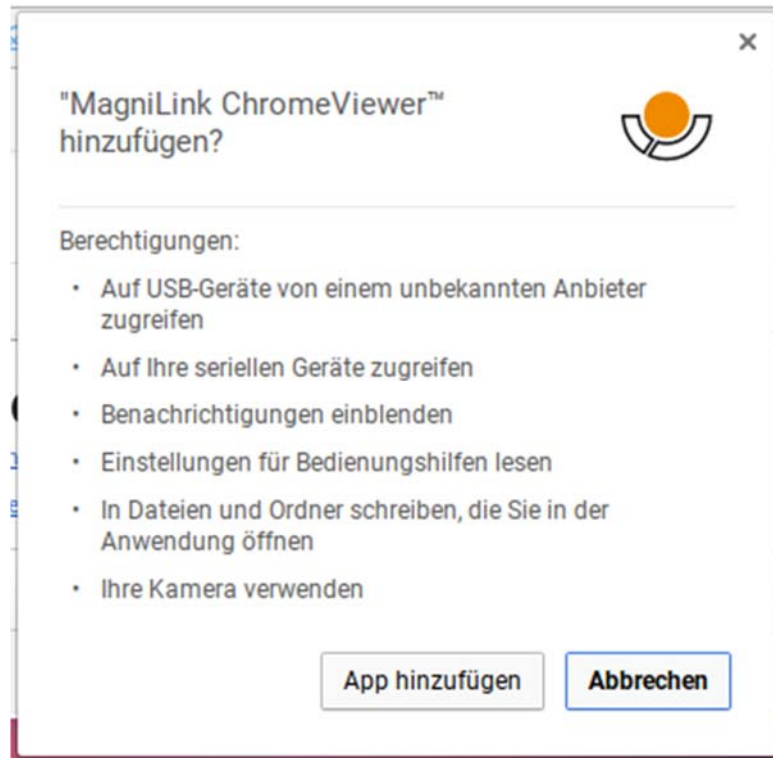 "MagniLink ChromeViewer™
hinzufügen?
Berechtigungen:
• Auf USB-Geräte von einem unbekannten Anbieter
zugreifen
• Auf Ihre seriellen Geräte zugreifen
• Benachrichtigungen einblenden
• Einstellungen für Bedienungshilfen lesen
• In Dateien und Ordner schreiben, die Sie in der
Anwendung öffnen
• Ihre Kamera verwenden
App hinzufügen
Abbrechen